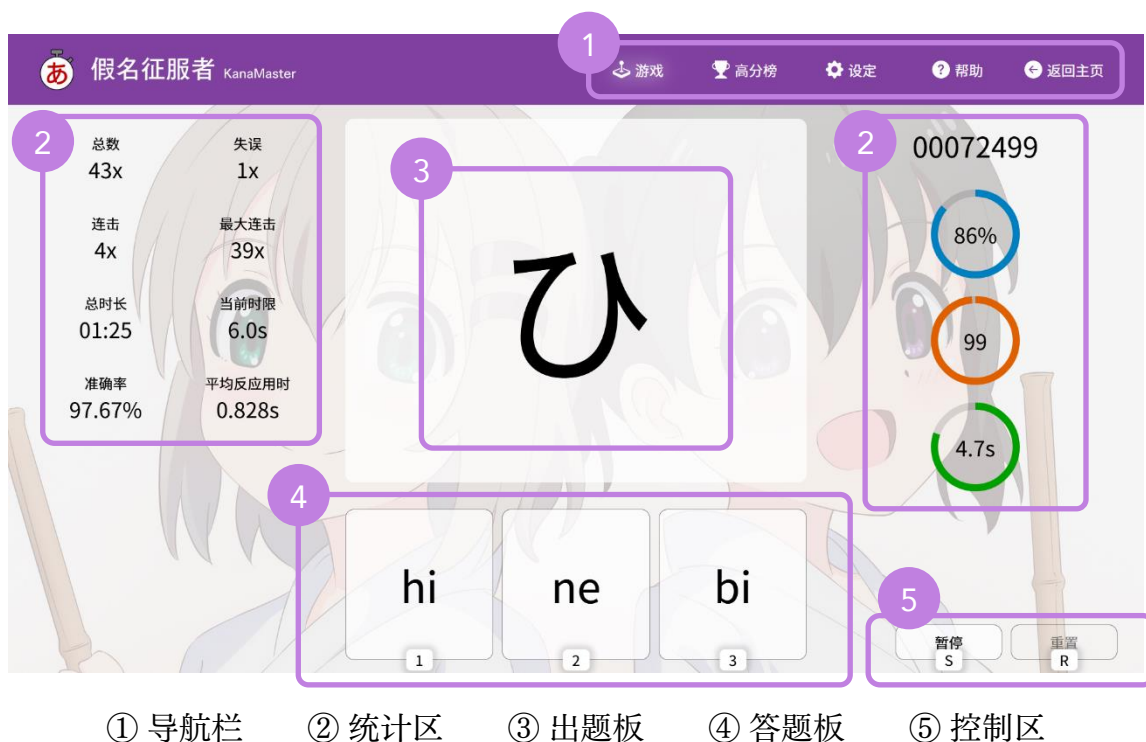 1
あ 假名征服者 KanaMaster
游戏 高分榜 设定 ? 帮助 返回主页
2
总数 失误
43x 1x
连击 最大连击
4x 39x
总时长 当前时限
01:25 6.0s
准确率 平均反应用时
97.67% 0.828s
3
ひ
2
00072499
86%
99
4.7s
4
hi ne bi
1 2 3
5
暂停 重置
S R
① 导航栏 ② 统计区 ③ 出题板 ④ 答题板 ⑤ 控制区